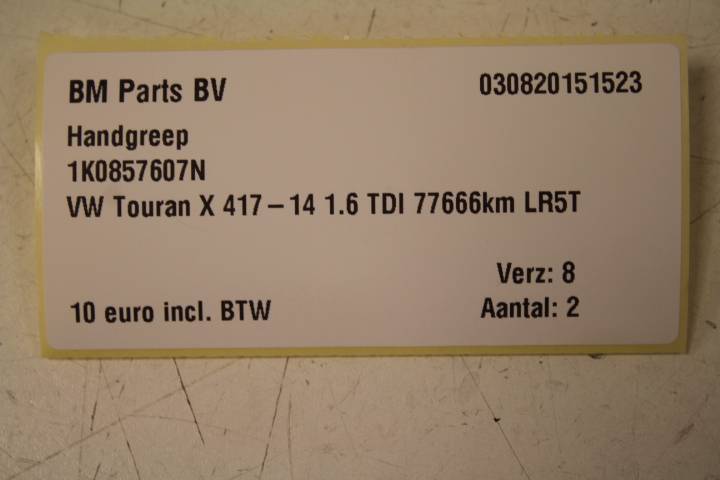 BM Parts BV 030820151523
Handgreep
1K0857607N
VW Touran X 417-14 1.6 TDI 77666km LR5T
Verz: 8
10 euro incl. BTW Aantal: 2